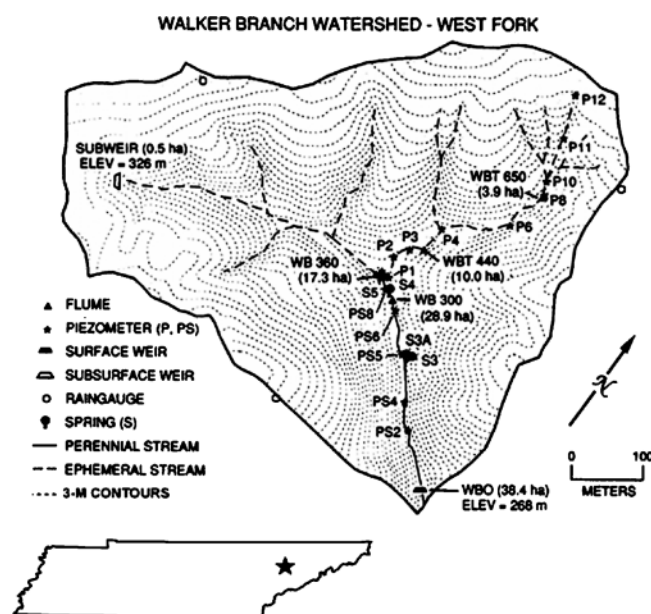 WALKER BRANCH WATERSHED - WEST FORK
P12
SUBWEIR (0.5 ha)
ELEV = 326 m
P11
WBT 650
(3.9 ha)
P10
P8
P6
P4
P3
P2
WBT 440
(10.0 ha)
WB 360
(17.3 ha)
P1
S4
S5
WB 300
(28.9 ha)
PS8
PS6
S3A
PS5
S3
PS4
PS2
WBO (38.4 ha)
ELEV = 268 m
FLUME
PIEZOMETER (P, PS)
SURFACE WEIR
SUBSURFACE WEIR
RAINGAUGE
SPRING (S)
PERENNIAL STREAM
EPHEMERAL STREAM
3-M CONTOURS
N
0 100
METERS